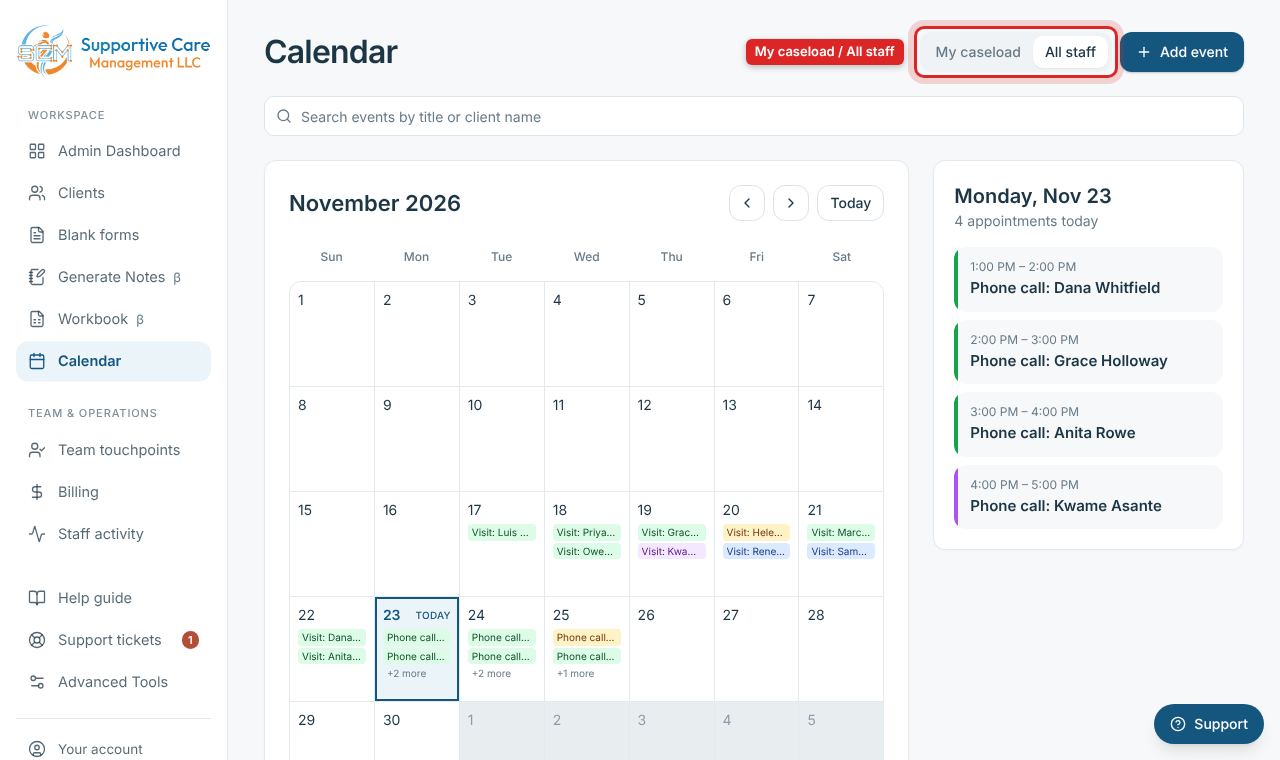 SCM
Supportive Care
Management LLC
WORKSPACE
Admin Dashboard
Clients
Blank forms
Generate Notes β
Workbook β
Calendar
TEAM & OPERATIONS
Team touchpoints
Billing
Staff activity
Help guide
Support tickets 1
Advanced Tools
Your account
Calendar
My caseload / All staff
My caseload All staff
Add event
Search events by title or client name
November 2026
Today
Sun Mon Tue Wed Thu Fri Sat
1 2 3 4 5 6 7
8 9 10 11 12 13 14
15 16 17 18 19 20 21
Visit: Luis ... Visit: Priya... Visit: Grac... Visit: Hele... Visit: Marc...
Visit: Owe... Visit: Kwa... Visit: Rene... Visit: Sam...
22 23 TODAY 24 25 26 27 28
Visit: Dana... Phone call... Phone call... Phone call...
Visit: Anita... Phone call... Phone call... Phone call...
+2 more +2 more +1 more
29 30 1 2 3 4 5
Monday, Nov 23
4 appointments today
1:00 PM – 2:00 PM
Phone call: Dana Whitfield
2:00 PM – 3:00 PM
Phone call: Grace Holloway
3:00 PM – 4:00 PM
Phone call: Anita Rowe
4:00 PM – 5:00 PM
Phone call: Kwame Asante
Support